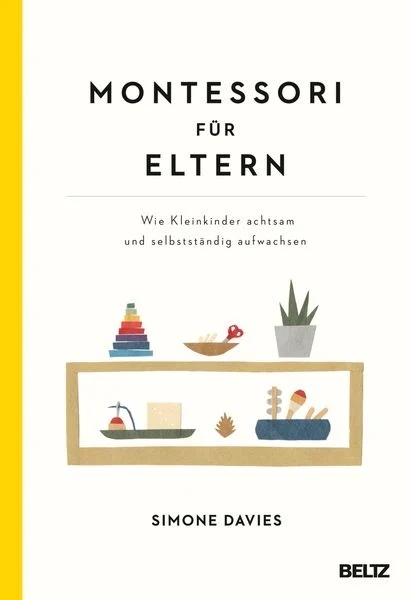 MONTESSORI
FÜR
ELTERN
Wie Kleinkinder achtsam
und selbstständig aufwachsen
SIMONE DAVIES
BELTZ